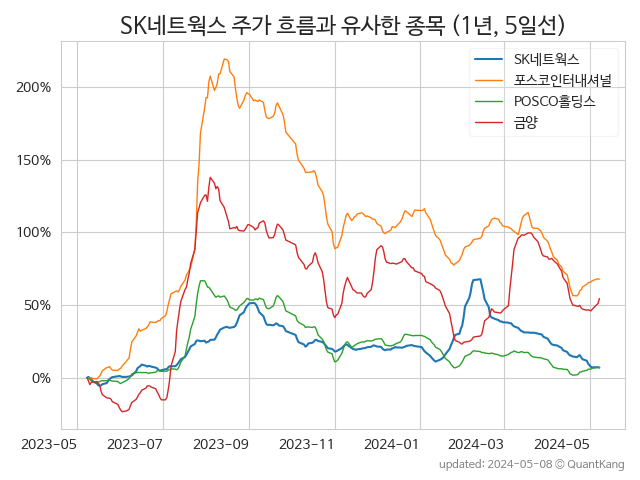 SK네트웍스 주가 흐름과 유사한 종목 (1년, 5일선)
SK네트웍스
포스코인터내셔널
POSCO홀딩스
금양
200%
150%
100%
50%
0%
2023-05
2023-07
2023-09
2023-11
2024-01
2024-03
2024-05
updated: 2024-05-08 © QuantKang